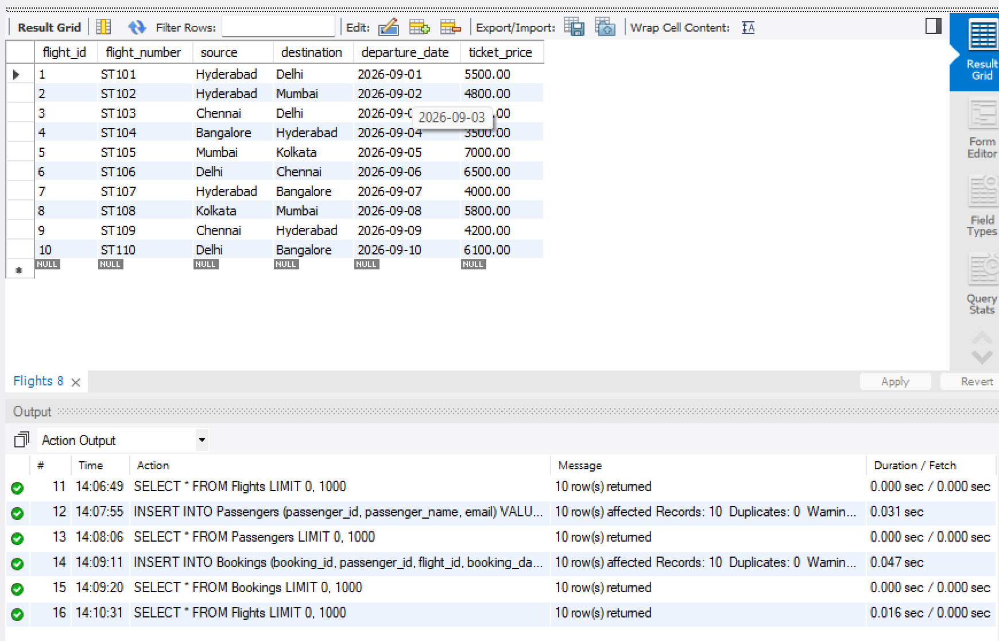 Result Grid Filter Rows: Edit: Export/Import: Wrap Cell Content:
flight_id flight_number source destination departure_date ticket_price
1 ST101 Hyderabad Delhi 2026-09-01 5500.00
2 ST102 Hyderabad Mumbai 2026-09-02 4800.00
3 ST103 Chennai Delhi 2026-09-0 .00
2026-09-03
4 ST104 Bangalore Hyderabad 2026-09-04 3500.00
5 ST105 Mumbai Kolkata 2026-09-05 7000.00
6 ST106 Delhi Chennai 2026-09-06 6500.00
7 ST107 Hyderabad Bangalore 2026-09-07 4000.00
8 ST108 Kolkata Mumbai 2026-09-08 5800.00
9 ST109 Chennai Hyderabad 2026-09-09 4200.00
10 ST110 Delhi Bangalore 2026-09-10 6100.00
NULL NULL NULL NULL NULL NULL
Result
Grid
Form
Editor
Field
Types
Query
Stats
Flights 8
Apply Revert
Output
Action Output
# Time Action Message Duration / Fetch
11 14:06:49 SELECT * FROM Flights LIMIT 0, 1000 10 row(s) returned 0.000 sec / 0.000 sec
12 14:07:55 INSERT INTO Passengers (passenger_id, passenger_name, email) VALU... 10 row(s) affected Records: 10 Duplicates: 0 Warnin... 0.031 sec
13 14:08:06 SELECT * FROM Passengers LIMIT 0, 1000 10 row(s) returned 0.000 sec / 0.000 sec
14 14:09:11 INSERT INTO Bookings (booking_id, passenger_id, flight_id, booking_da... 10 row(s) affected Records: 10 Duplicates: 0 Warnin... 0.047 sec
15 14:09:20 SELECT * FROM Bookings LIMIT 0, 1000 10 row(s) returned 0.000 sec / 0.000 sec
16 14:10:31 SELECT * FROM Flights LIMIT 0, 1000 10 row(s) returned 0.016 sec / 0.000 sec